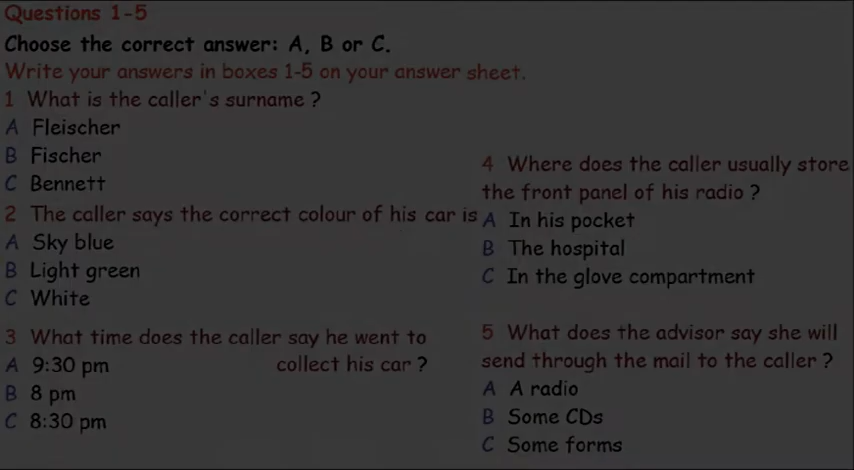 Questions 1-5
Choose the correct answer: A, B or C.
Write your answers in boxes 1-5 on your answer sheet.
1 What is the caller's surname ?
A Fleischer
B Fischer
C Bennett
2 The caller says the correct colour of his car is
A Sky blue
B Light green
C White
3 What time does the caller say he went to
collect his car ?
A 9:30 pm
B 8 pm
C 8:30 pm
4 Where does the caller usually store
the front panel of his radio ?
A In his pocket
B The hospital
C In the glove compartment
5 What does the advisor say she will
send through the mail to the caller ?
A A radio
B Some CDs
C Some forms